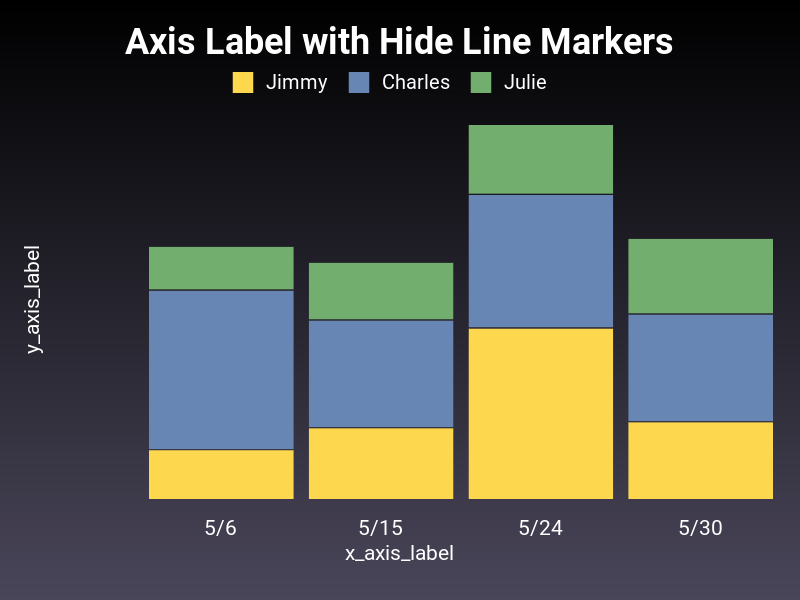 Axis Label with Hide Line Markers
Jimmy Charles Julie
y_axis_label
5/6 5/15 5/24 5/30
x_axis_label